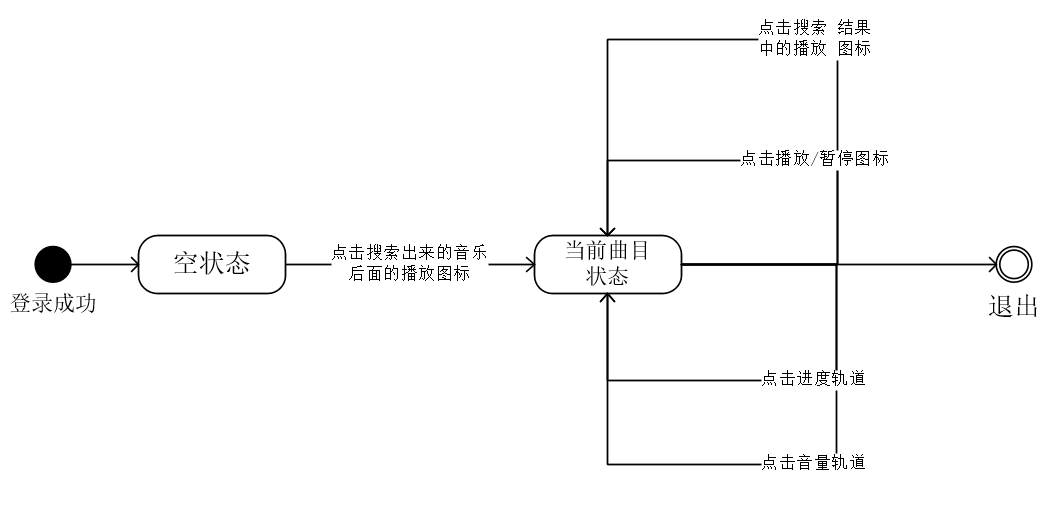 点击搜索 结果
中的播放 图标
点击播放/暂停图标
登录成功
空状态
点击搜索出来的音乐
后面的播放图标
当前曲目
状态
退出
点击进度轨道
点击音量轨道